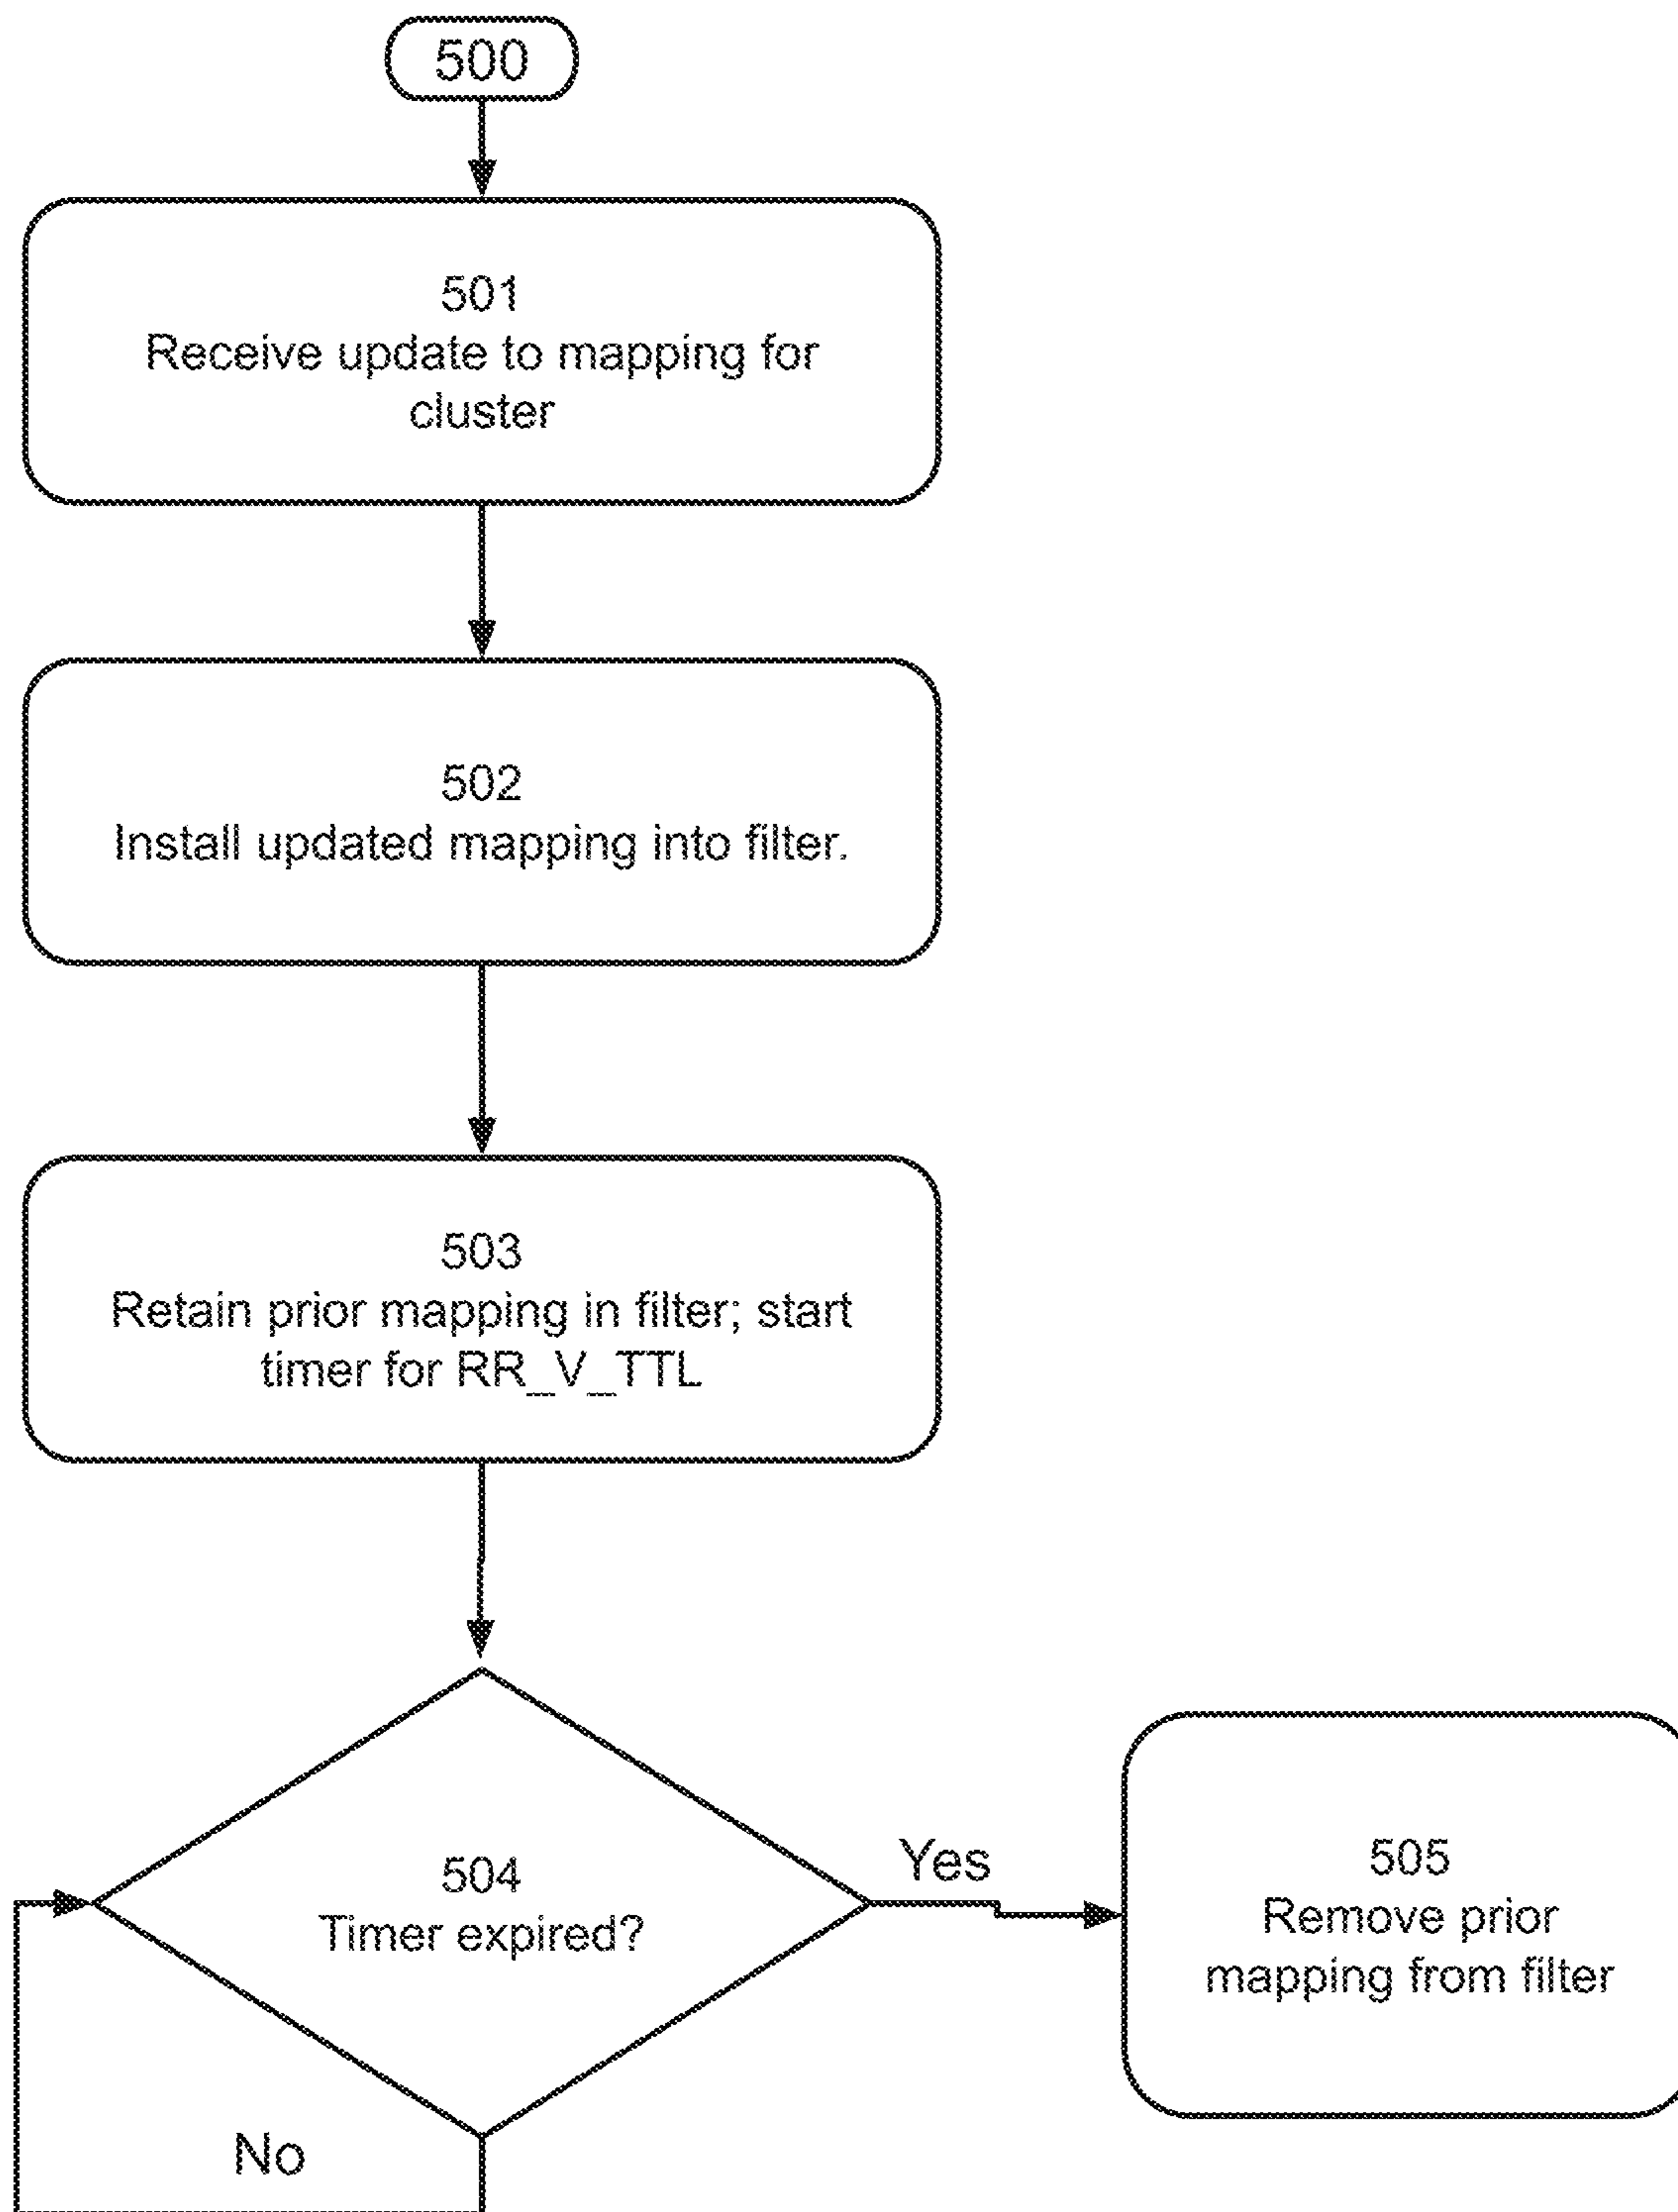 500
501
Receive update to mapping for
cluster
502
Install updated mapping into filter.
503
Retain prior mapping in filter; start
timer for RR_V_TTL
504
Timer expired?
Yes
505
Remove prior
mapping from filter
No